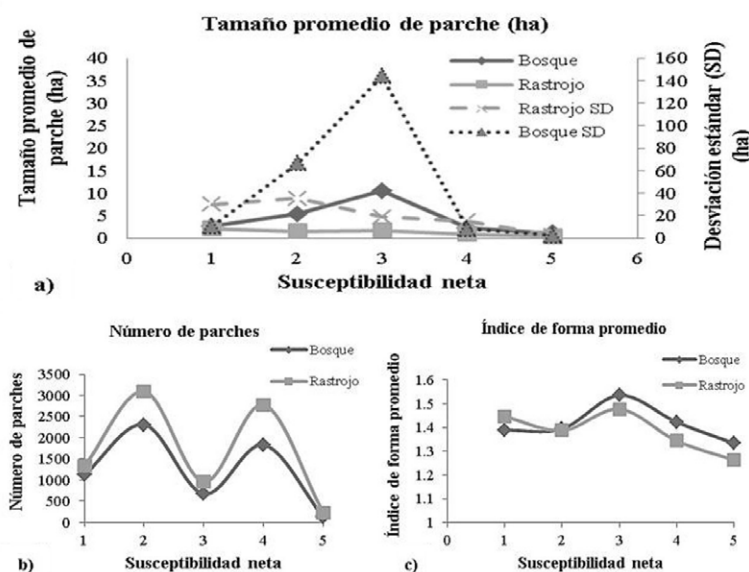 Tamaño promedio de parche (ha)
Tamaño promedio de
parche (ha)
40
35
30
25
20
15
10
5
0
Bosque
Rastrojo
Rastrojo SD
Bosque SD
160
140
120
100
80
60
40
20
0
Desviación estándar (SD)
(ha)
0 1 2 3 4 5 6
Susceptibilidad neta
a)
Número de parches
Bosque
Rastrojo
Número de parches
3500
3000
2500
2000
1500
1000
500
0
1 2 3 4 5
Susceptibilidad neta
b)
Índice de forma promedio
Bosque
Rastrojo
Índice de forma promedio
1.6
1.5
1.4
1.3
1.2
1.1
1
0 1 2 3 4 5
Susceptibilidad neta
c)